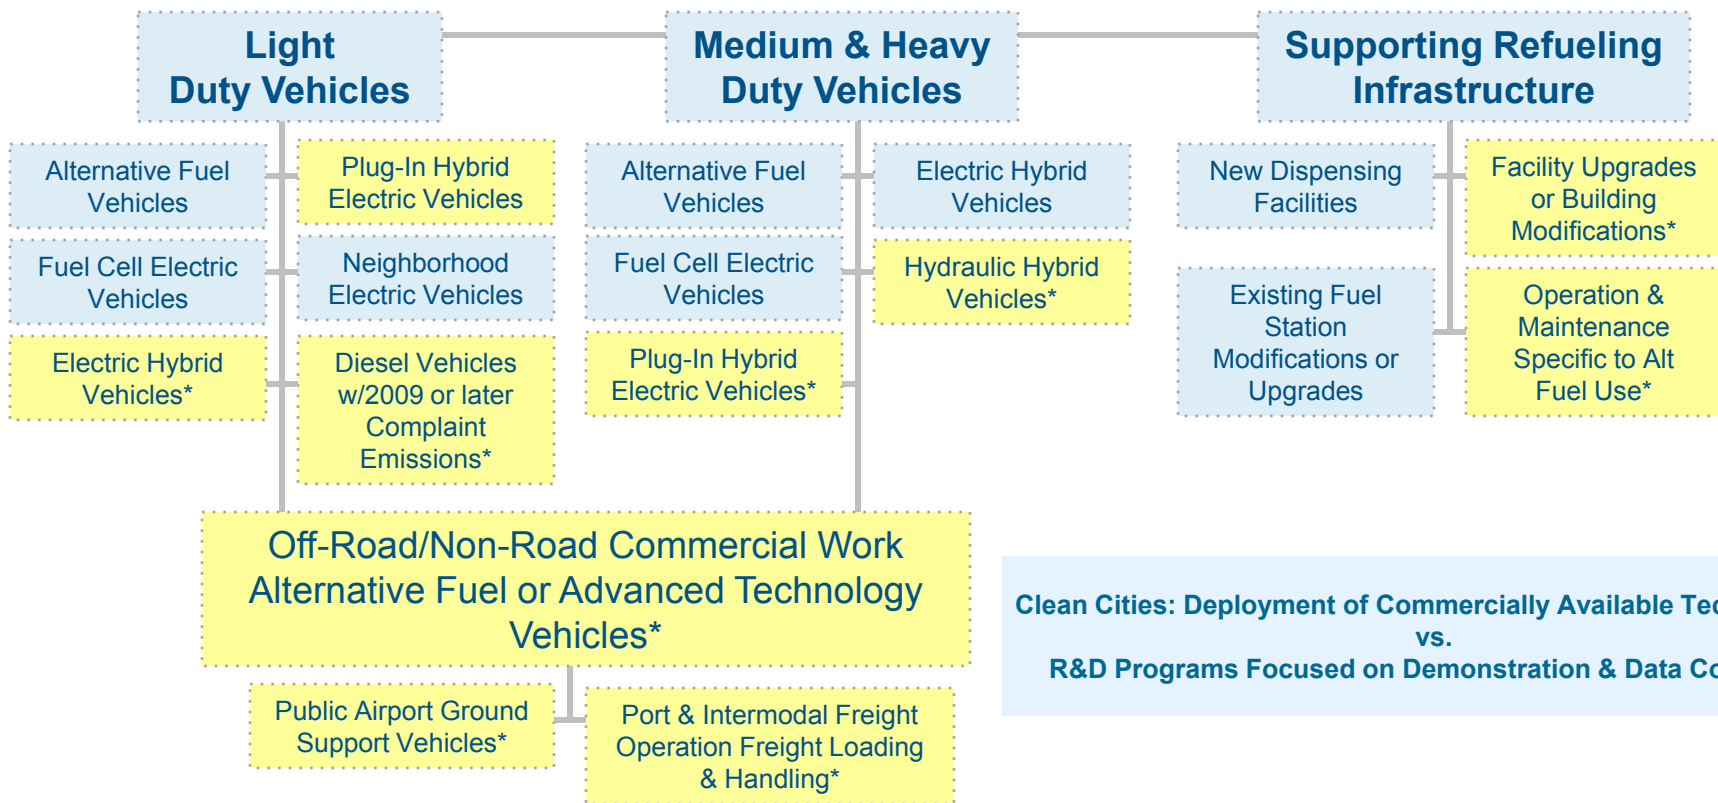 Light
Duty Vehicles
Medium & Heavy
Duty Vehicles
Supporting Refueling
Infrastructure
Alternative Fuel
Vehicles
Plug-In Hybrid
Electric Vehicles
Fuel Cell Electric
Vehicles
Neighborhood
Electric Vehicles
Electric Hybrid
Vehicles*
Diesel Vehicles
w/2009 or later
Complaint
Emissions*
Alternative Fuel
Vehicles
Electric Hybrid
Vehicles
Fuel Cell Electric
Vehicles
Hydraulic Hybrid
Vehicles*
Plug-In Hybrid
Electric Vehicles*
New Dispensing
Facilities
Facility Upgrades
or Building
Modifications*
Existing Fuel
Station
Modifications or
Upgrades
Operation &
Maintenance
Specific to Alt
Fuel Use*
Off-Road/Non-Road Commercial Work
Alternative Fuel or Advanced Technology
Vehicles*
Public Airport Ground
Support Vehicles*
Port & Intermodal Freight
Operation Freight Loading
& Handling*
Clean Cities: Deployment of Commercially Available
vs.
R&D Programs Focused on Demonstration & Data